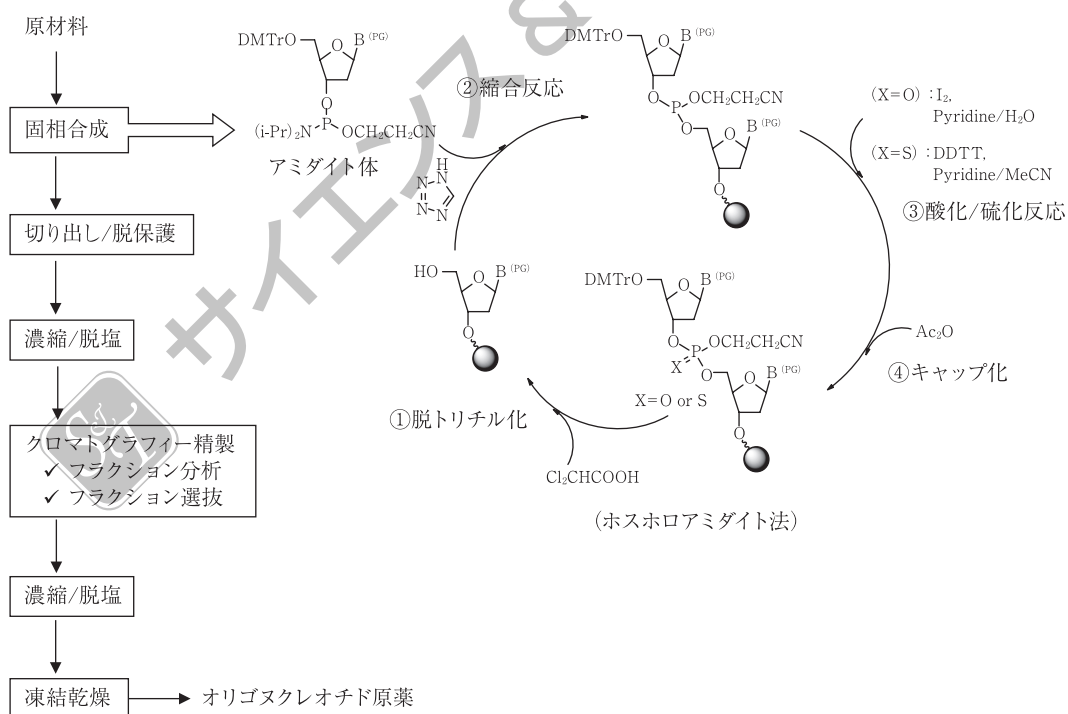 原材料
固相合成
切り出し/脱保護
濃縮/脱塩
クロマトグラフィー精製
✓ フラクション分析
✓ フラクション選抜
濃縮/脱塩
凍結乾燥
オリゴヌクレオチド原薬
DMTrO
O
B (PG)
O
(i-Pr)₂N
P
OCH₂CH₂CN
アミダイト体
②縮合反応
H
N
N
N
N
DMTrO
O
B (PG)
O
P
OCH₂CH₂CN
O
B (PG)
O
O
(X=O) : I₂,
Pyridine/H₂O
(X=S) : DDTT,
Pyridine/MeCN
③酸化/硫化反応
HO
O
B (PG)
O
DMTrO
O
B (PG)
O
P
OCH₂CH₂CN
X
O
B (PG)
O
O
X=O or S
Ac₂O
④キャップ化
①脱トリチル化
Cl₂CHCOOH
(ホスホロアミダイト法)
サイエンス &
S&T